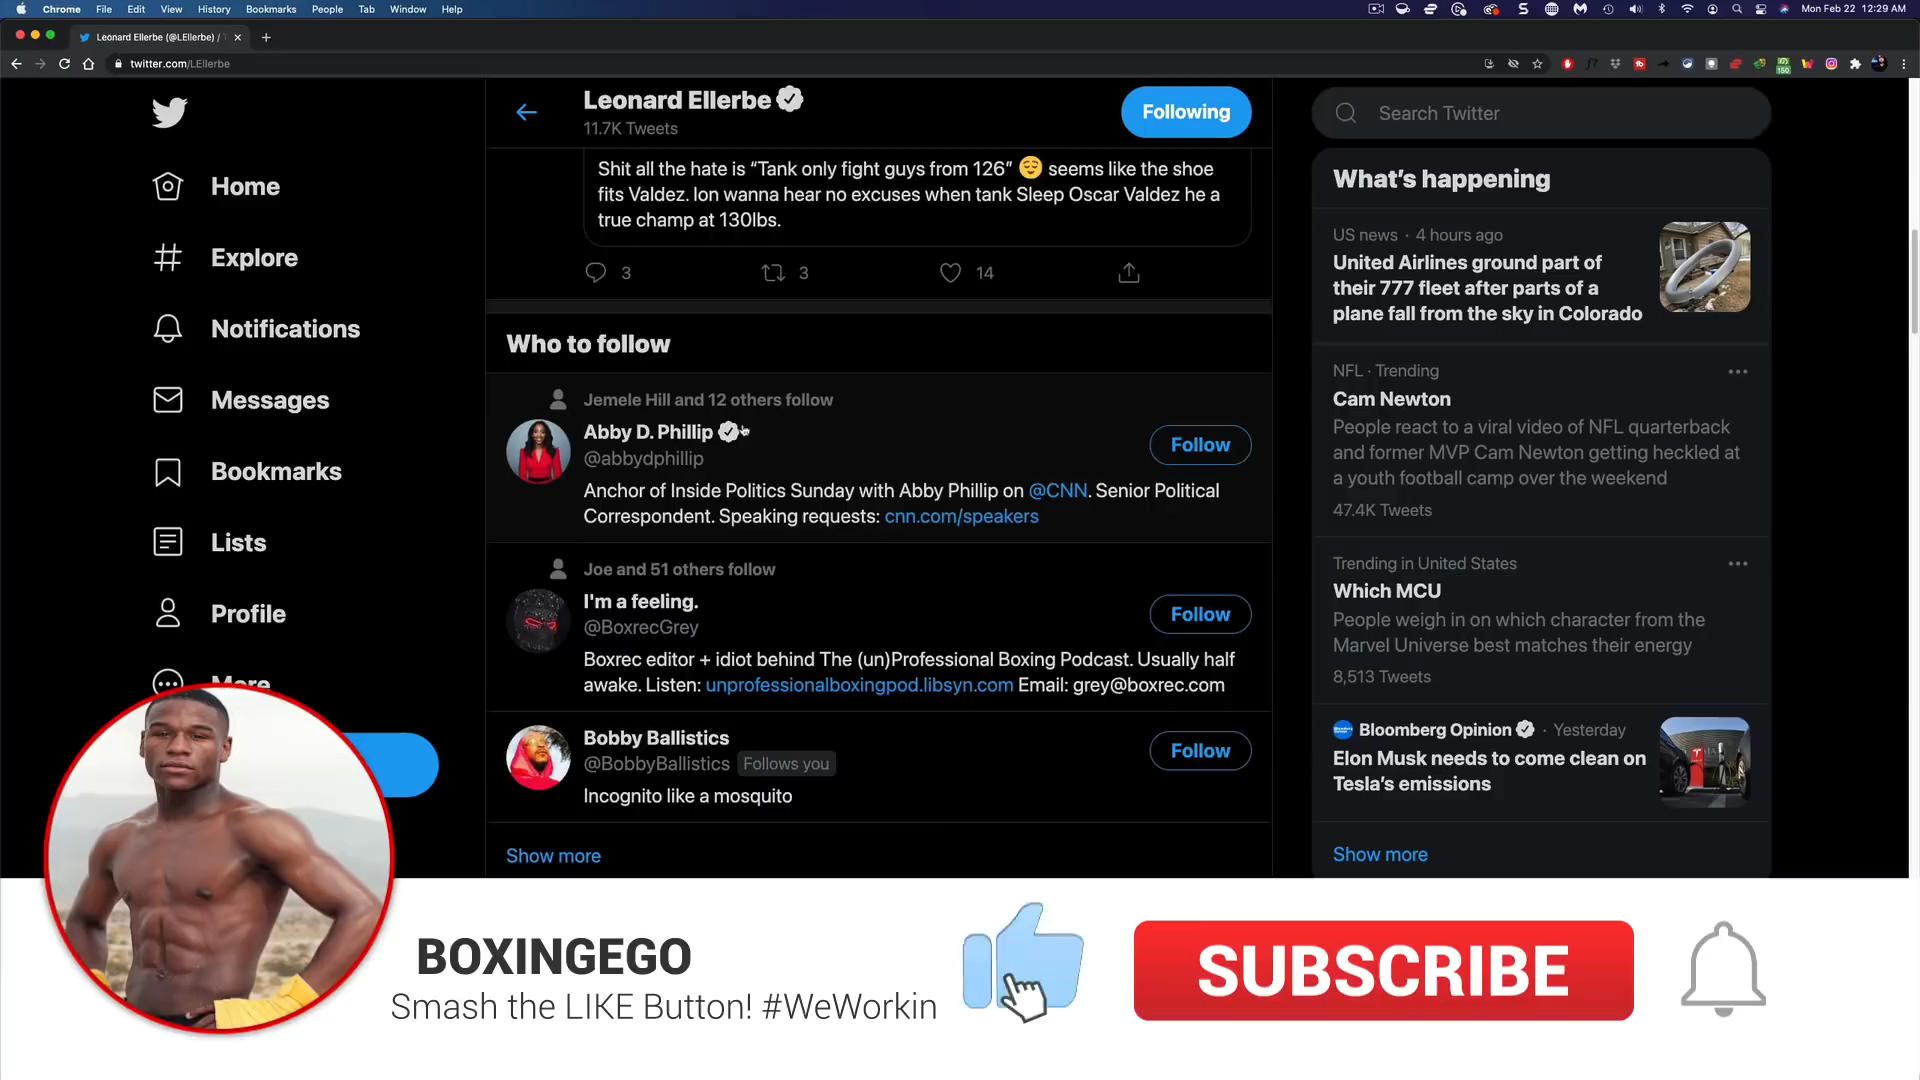 Chrome File Edit View History Bookmarks People Tab Window Help
Mon Feb 22 12:29 AM
Leonard Ellerbe (@LEllerbe) /
twitter.com/LEllerbe
150
Leonard Ellerbe
11.7K Tweets
Following
Search Twitter
Home
Explore
Notifications
Messages
Bookmarks
Lists
Profile
More
Shit all the hate is “Tank only fight guys from 126” 😌 seems like the shoe
fits Valdez. Ion wanna hear no excuses when tank Sleep Oscar Valdez he a
true champ at 130lbs.
3 3 14
Who to follow
Jemele Hill and 12 others follow
Abby D. Phillip
@abbydphillip
Follow
Anchor of Inside Politics Sunday with Abby Phillip on @CNN. Senior Political
Correspondent. Speaking requests: cnn.com/speakers
Joe and 51 others follow
I'm a feeling.
@BoxrecGrey
Follow
Boxrec editor + idiot behind The (un)Professional Boxing Podcast. Usually half
awake. Listen: unprofessionalboxingpod.libsyn.com Email: grey@boxrec.com
Bobby Ballistics
@BobbyBallistics Follows you
Follow
Incognito like a mosquito
Show more
What’s happening
US news · 4 hours ago
United Airlines ground part of
their 777 fleet after parts of a
plane fall from the sky in Colorado
NFL · Trending
Cam Newton
People react to a viral video of NFL quarterback
and former MVP Cam Newton getting heckled at
a youth football camp over the weekend
47.4K Tweets
Trending in United States
Which MCU
People weigh in on which character from the
Marvel Universe best matches their energy
8,513 Tweets
Bloomberg Opinion · Yesterday
Elon Musk needs to come clean on
Tesla’s emissions
Show more
BOXINGEGO
Smash the LIKE Button! #WeWorkin
SUBSCRIBE